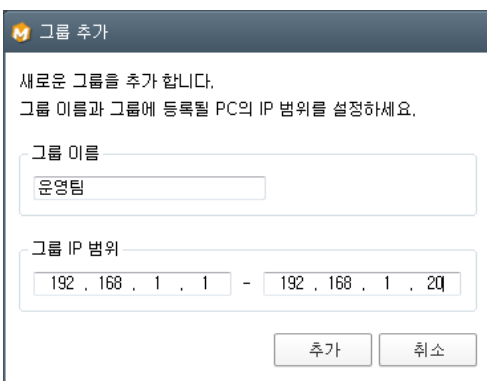 그룹 추가
새로운 그룹을 추가 합니다.
그룹 이름과 그룹에 등록될 PC의 IP 범위를 설정하세요.
그룹 이름
운영팀
그룹 IP 범위
192 . 168 . 1 . 1 - 192 . 168 . 1 . 20
추가 취소